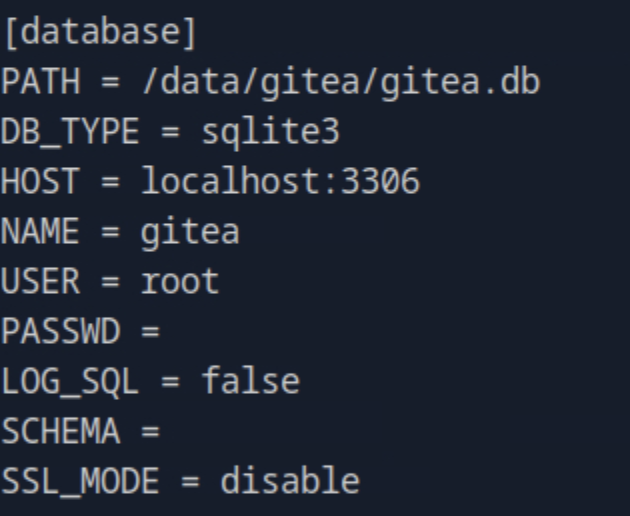 [database]
PATH = /data/gitea/gitea.db
DB_TYPE = sqlite3
HOST = localhost:3306
NAME = gitea
USER = root
PASSWD =
LOG_SQL = false
SCHEMA =
SSL_MODE = disable